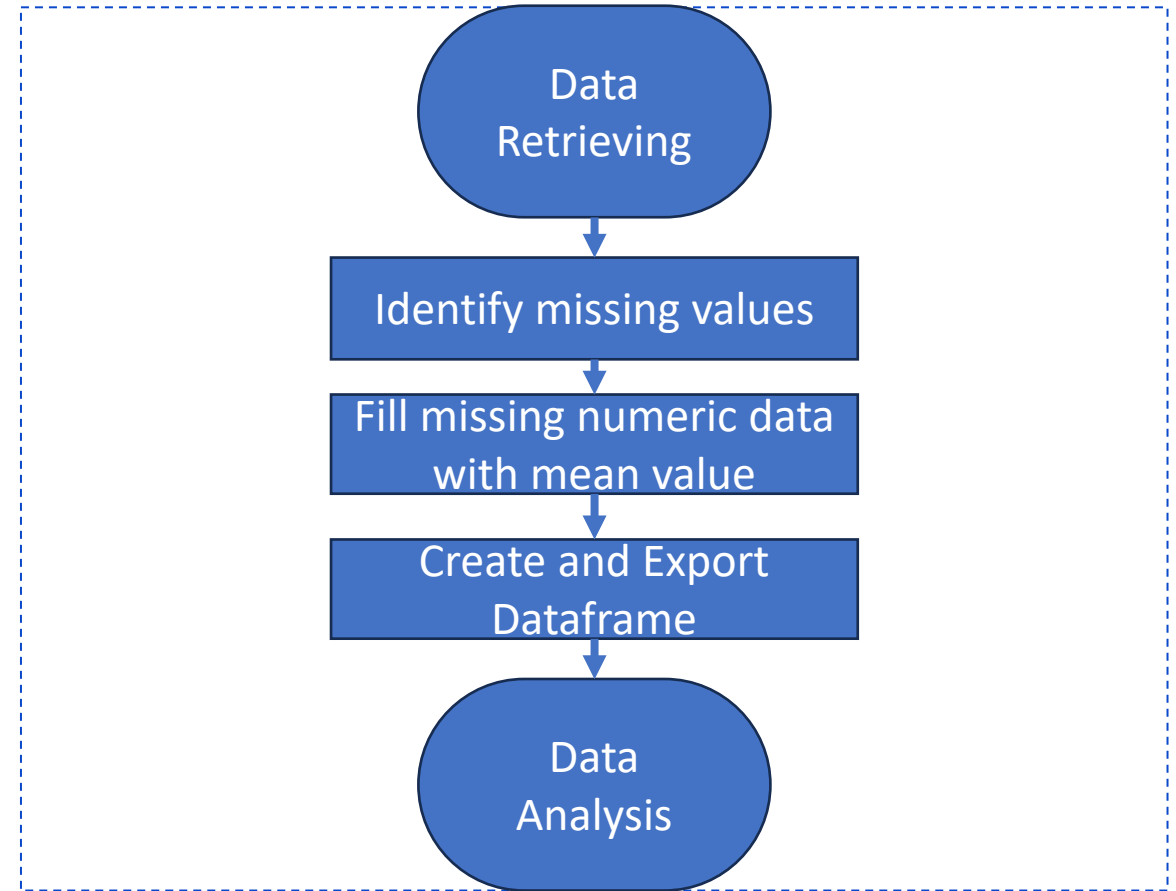 Data
Retrieving
Identify missing values
Fill missing numeric data
with mean value
Create and Export
Dataframe
Data
Analysis